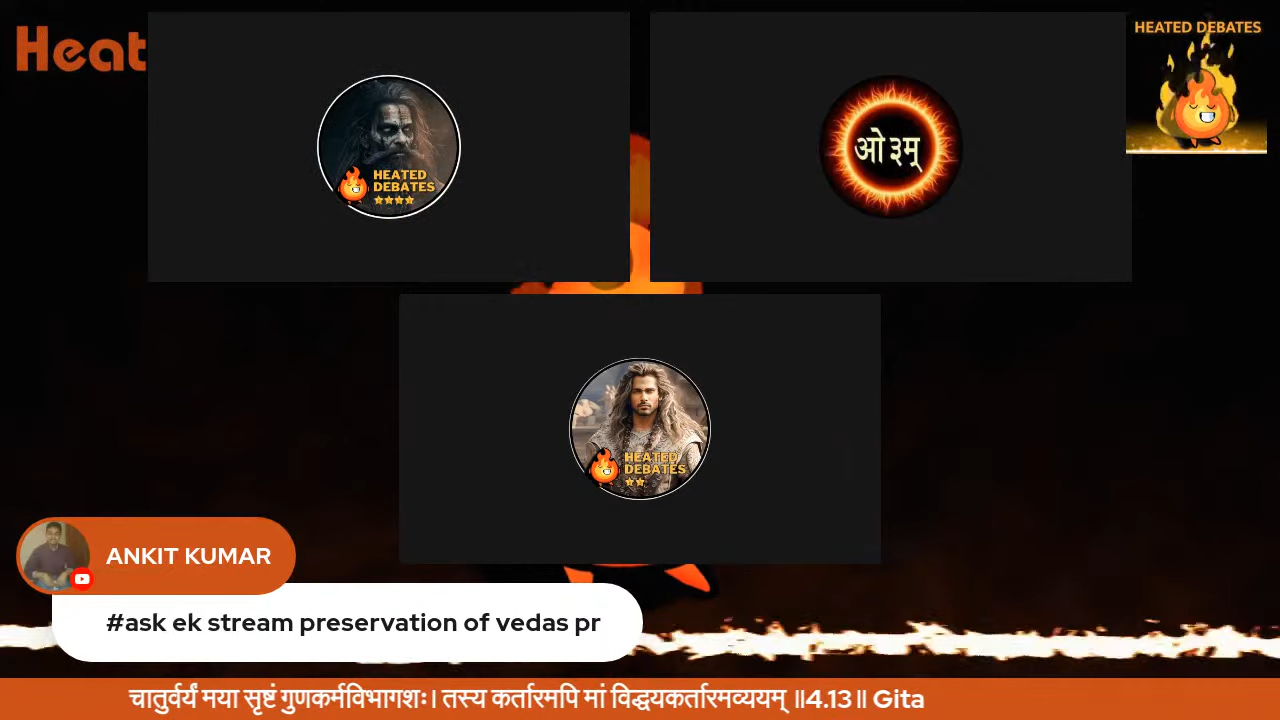 Heat
HEATED DEBATES
HEATED
DEBATES
ओ३म्
HEATED
DEBATES
ANKIT KUMAR
#ask ek stream preservation of vedas pr
चातुर्वर्यं मया सृष्टं गुणकर्मविभागशः। तस्य कर्तारमपि मां विद्धयकर्तारमव्ययम् ॥4.13॥ Gita